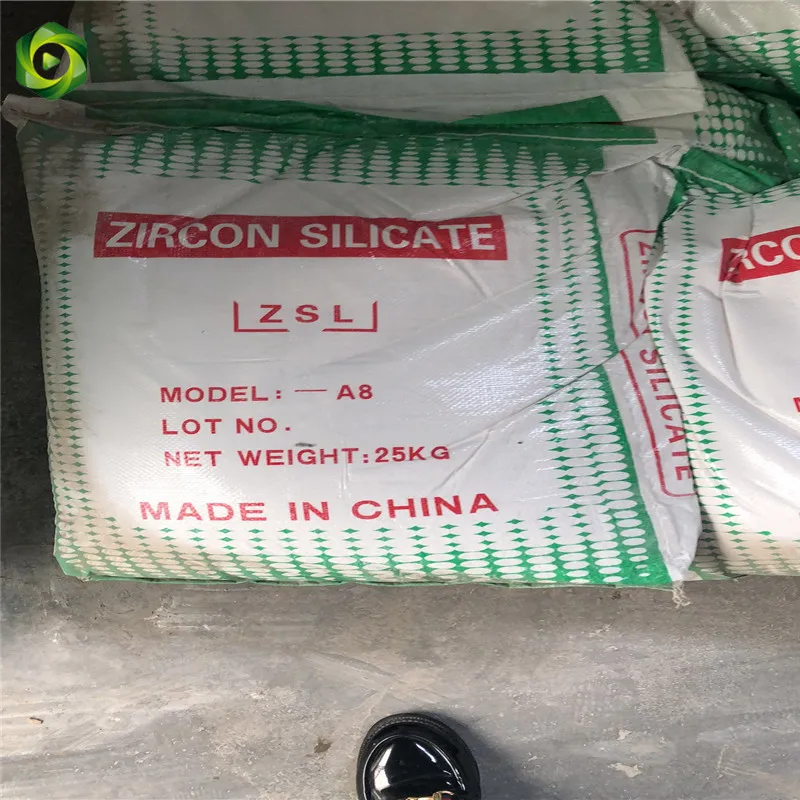 ZIRCON SILICATE
ZSL
MODEL: — A8
LOT NO.
NET WEIGHT:25KG
MADE IN CHINA
SILICATE